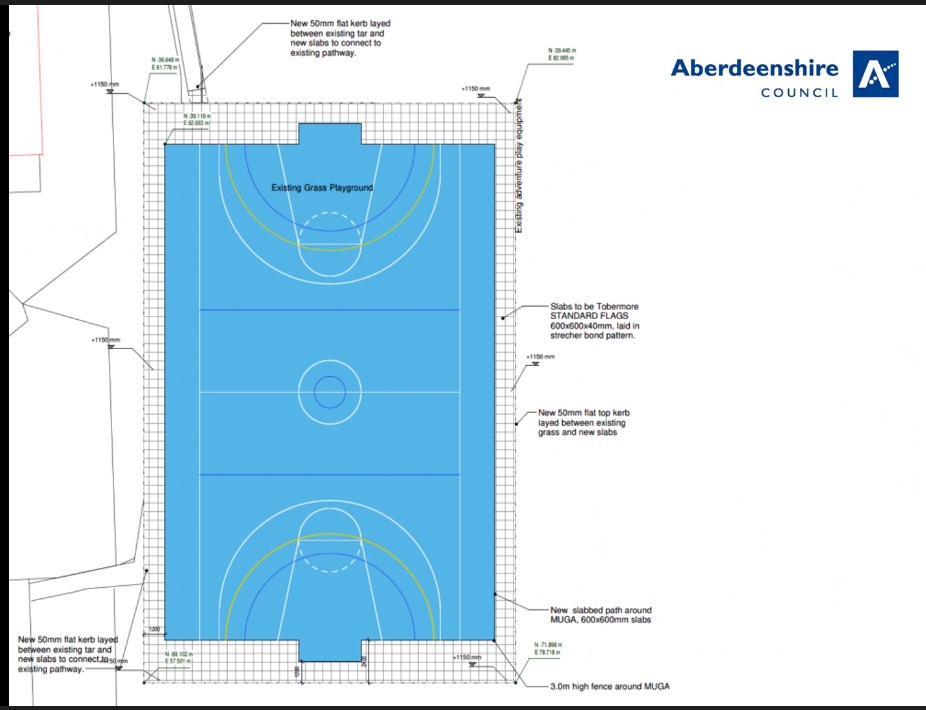 New 50mm flat kerb layed
between existing tar and
new slabs to connect to
existing pathway.
N -39.445 m
E 82.995 m
N -36.648 m
E 61.778 m
Aberdeenshire
COUNCIL
+1150 mm
+1150 mm
N -39.119 m
E 62.663 m
Existing adventure play equipment
Existing Grass Playground
Slabs to be Tobermore
STANDARD FLAGS
600x600x40mm, laid in
strecher bond pattern.
+1150 mm
+1150 mm
New 50mm flat top kerb
layed between existing
grass and new slabs
New slabbed path around
MUGA, 600x600mm slabs
1200
New 50mm flat kerb layed
between existing tar and
new slabs to connect to
existing pathway.
N -71.898 m
E 78.718 m
E 57.501 m
+1150 mm
1200
3.0m high fence around MUGA